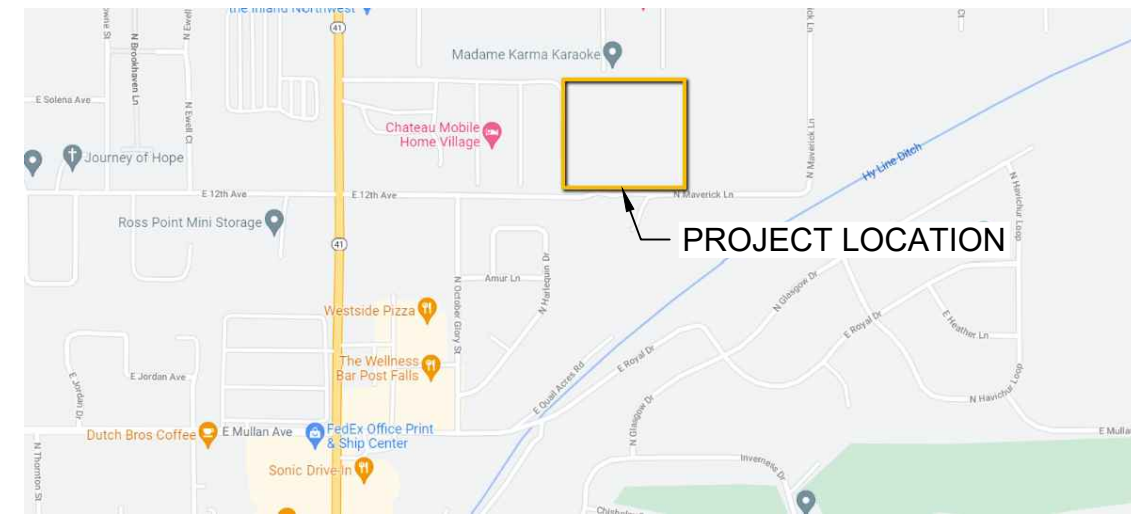 the Inland Northwest
41
Madame Karma Karaoke
N Brookhaven Ln
N Ewell Ct
E Solena Ave
Chateau Mobile
Home Village
N Maverick Ln
Hy Line Ditch
Journey of Hope
E 12th Ave
E 12th Ave
N Maverick Ln
N Havichur Loop
Ross Point Mini Storage
41
PROJECT LOCATION
Amur Ln
N Harlequin Dr
N October Glory St
N Glasgow Dr
Westside Pizza
E Royal Dr
E Heather Ln
The Wellness
Bar Post Falls
E Royal Dr
E Jordan Ave
E Jordan Dr
E Quail Acres Rd
N Glasgow Dr
Dutch Bros Coffee
E Mullan Ave
FedEx Office Print
& Ship Center
E Mulla
N Thornton St
Sonic Drive-In
Inverness Dr